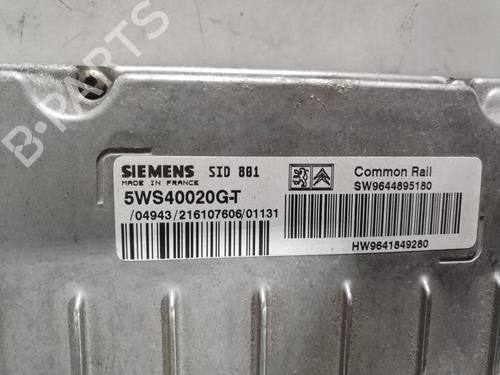 B-PARTS
SIEMENS SID 801
MADE IN FRANCE
5WS40020G-T
/04943/216107606/01131
Common Rail
SW9644895180
HW9641849280